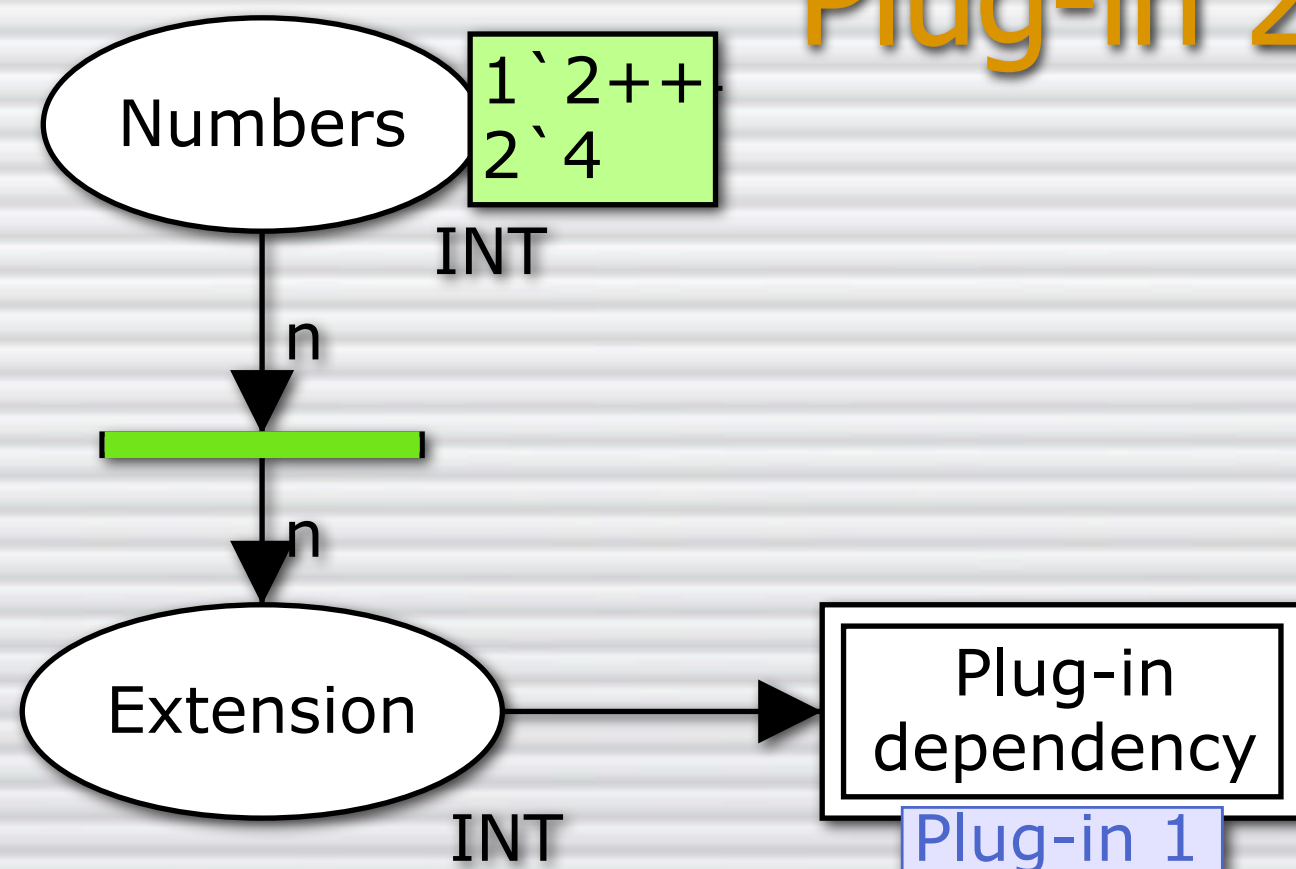 Plug-in 2
Numbers
1`2++
2`4
INT
n
n
Extension
Plug-in
dependency
INT
Plug-in 1